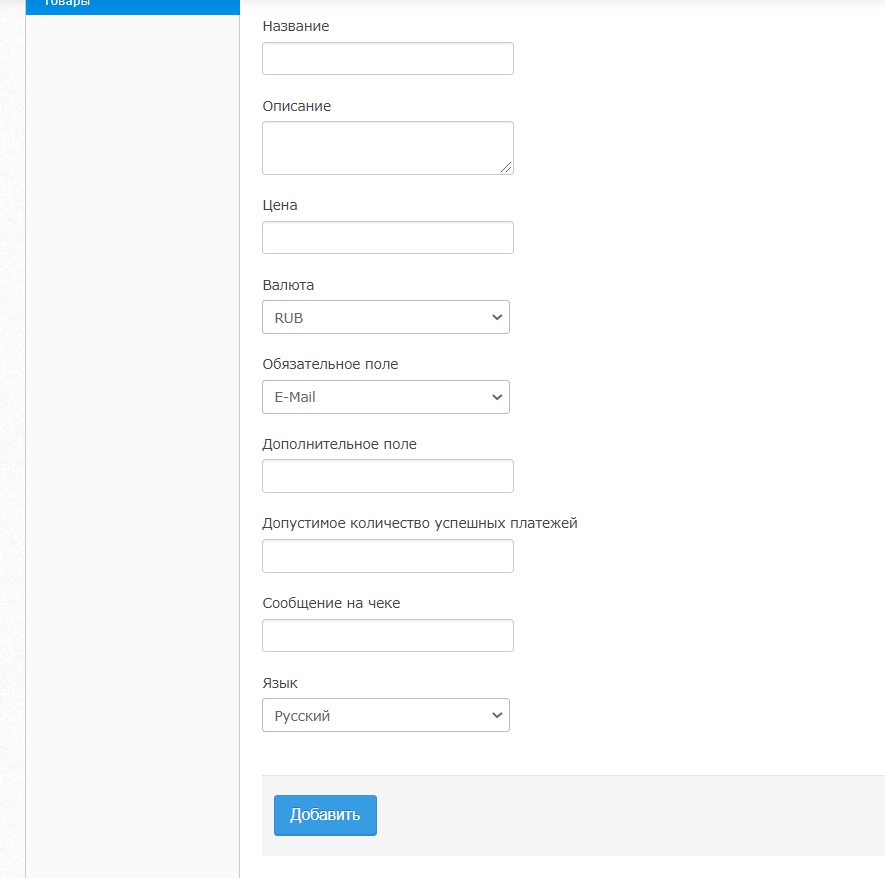 Товары
Название
Описание
Цена
Валюта
RUB
Обязательное поле
E-Mail
Дополнительное поле
Допустимое количество успешных платежей
Сообщение на чеке
Язык
Русский
Добавить